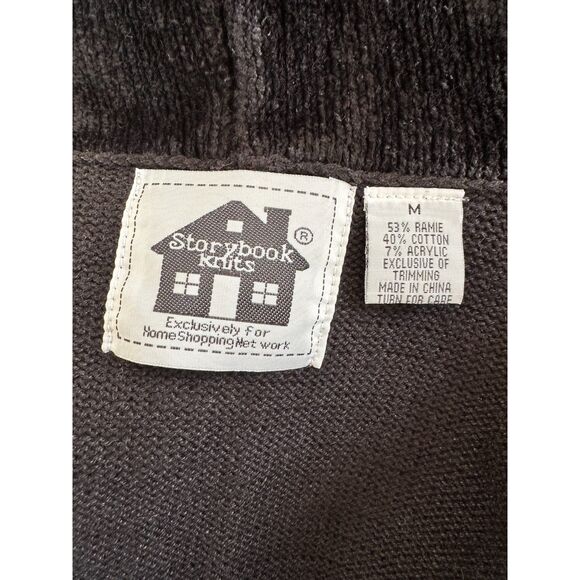 Storybook
Knits
®
Exclusively for
HomeShoppingNetwork
M
53% RAMIE
40% COTTON
7% ACRYLIC
EXCLUSIVE OF
TRIMMING
MADE IN CHINA
TURN FOR CARE